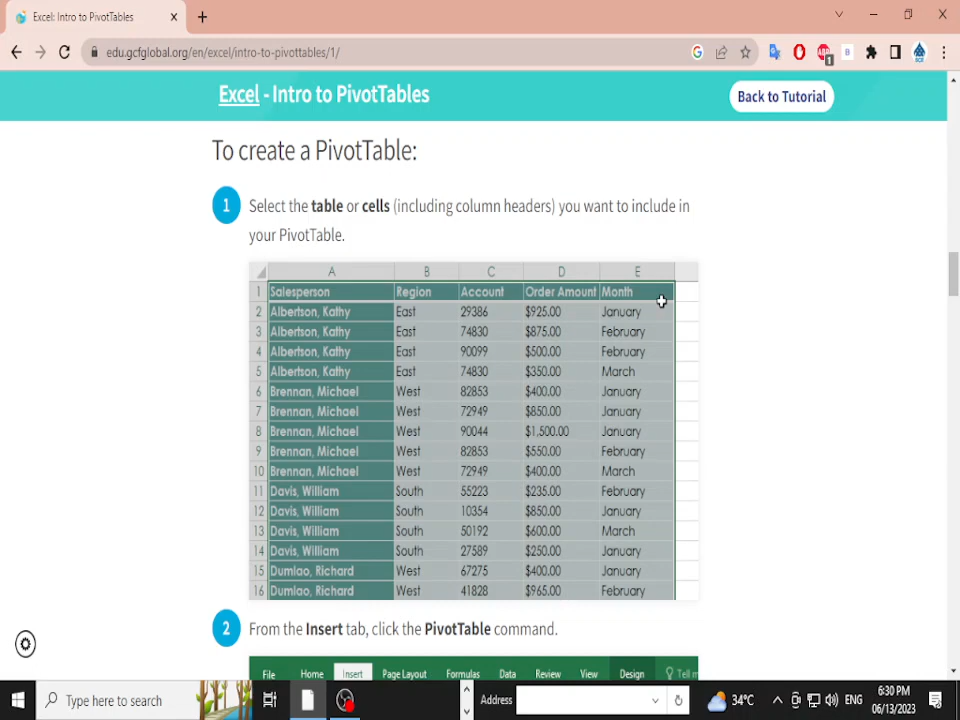 Excel: Intro to PivotTables
edu.gcfglobal.org/en/excel/intro-to-pivottables/1/
1
Excel - Intro to PivotTables
Back to Tutorial
To create a PivotTable:
1 Select the table or cells (including column headers) you want to include in
your PivotTable.
A B C D E
1 Salesperson Region Account Order Amount Month
2 Albertson, Kathy East 29386 $925.00 January
3 Albertson, Kathy East 74830 $875.00 February
4 Albertson, Kathy East 90099 $500.00 February
5 Albertson, Kathy East 74830 $350.00 March
6 Brennan, Michael West 82853 $400.00 January
7 Brennan, Michael West 72949 $850.00 January
8 Brennan, Michael West 90044 $1,500.00 January
9 Brennan, Michael West 82853 $550.00 February
10 Brennan, Michael West 72949 $400.00 March
11 Davis, William South 55223 $235.00 February
12 Davis, William South 10354 $850.00 January
13 Davis, William South 50192 $600.00 March
14 Davis, William South 27589 $250.00 January
15 Dumlao, Richard West 67275 $400.00 January
16 Dumlao, Richard West 41828 $965.00 February
2 From the Insert tab, click the PivotTable command.
File Home Insert Page Layout Formulas Data Review View Design Tell m
Type here to search
Address
34°C
ENG
6:30 PM
06/13/2023